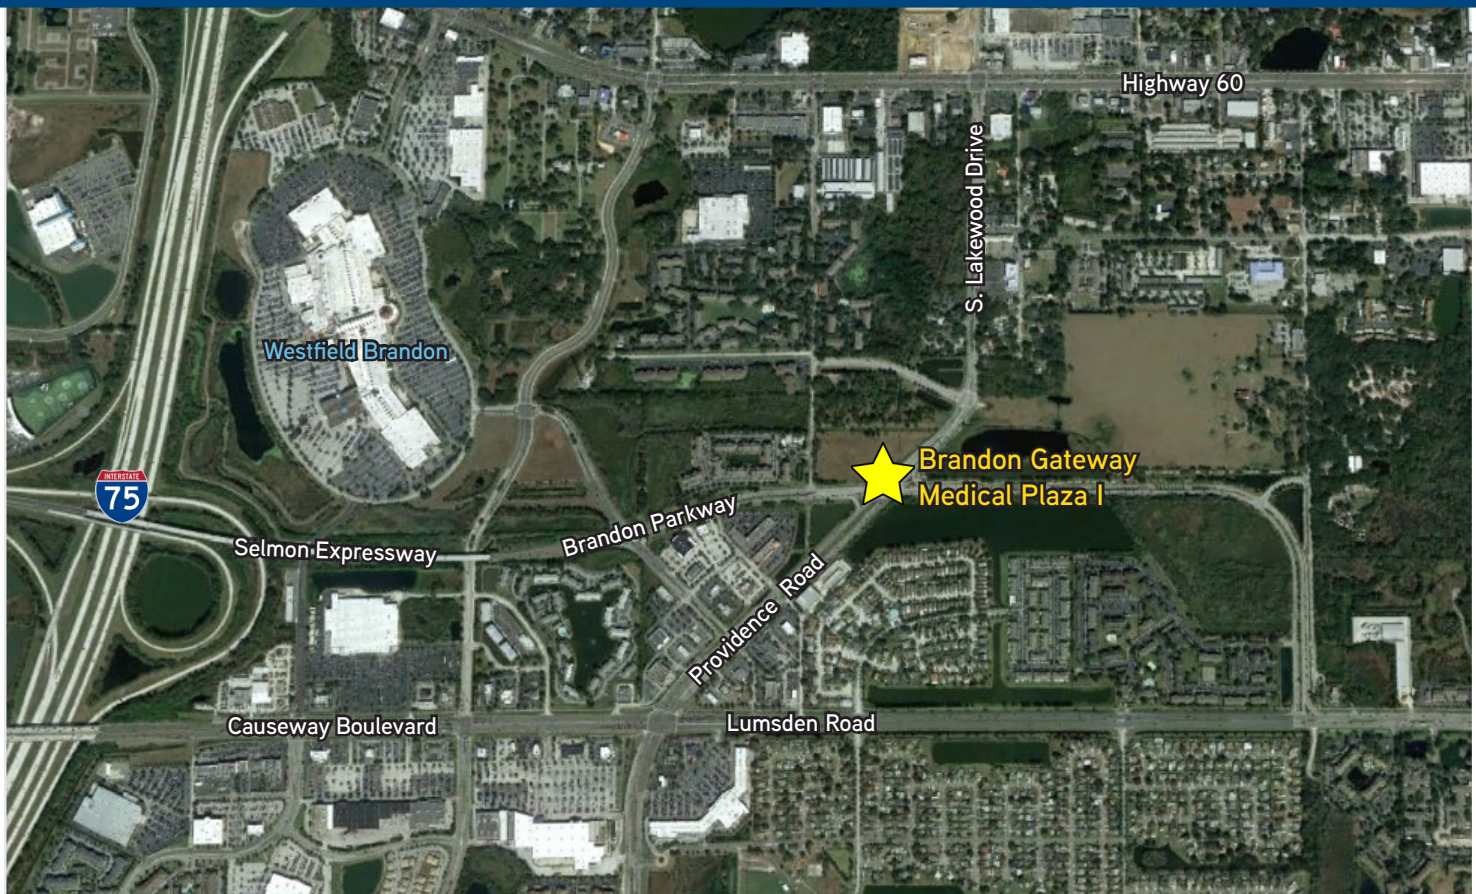 Highway 60
S. Lakewood Drive
Westfield Brandon
Brandon Gateway
Medical Plaza I
INTERSTATE
75
Brandon Parkway
Selmon Expressway
Providence Road
Causeway Boulevard
Lumsden Road